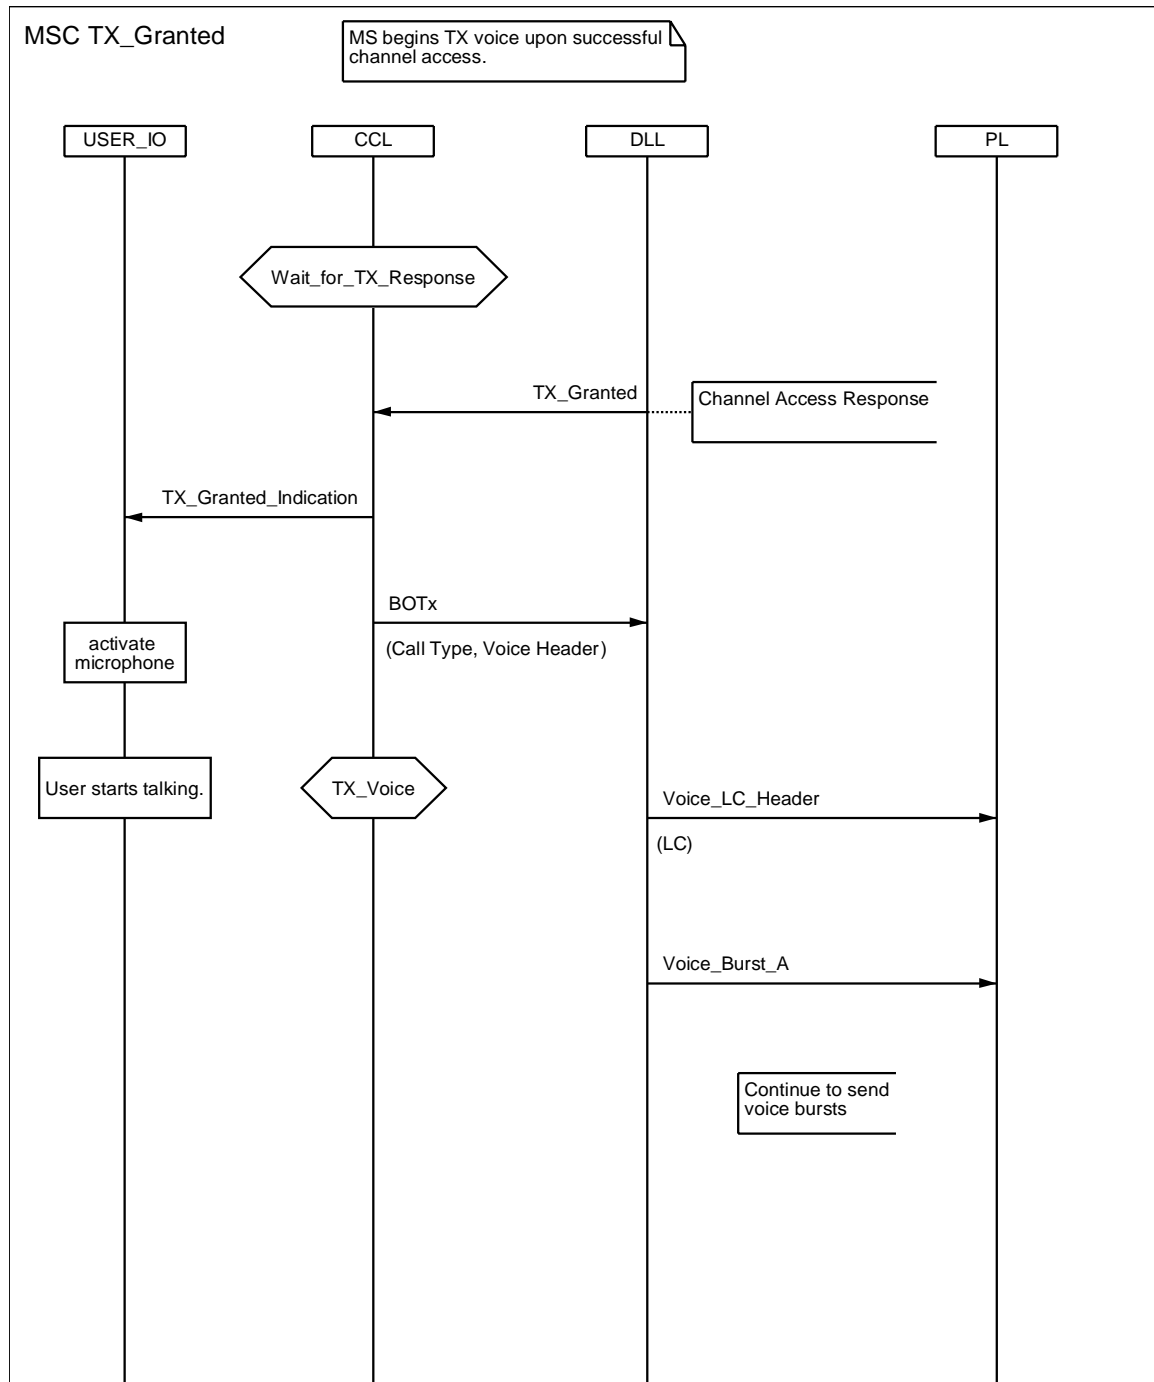 MSC TX_Granted
MS begins TX voice upon successful
channel access.
USER_IO
CCL
DLL
PL
Wait_for_TX_Response
TX_Granted
Channel Access Response
TX_Granted_Indication
BOTx
(Call Type, Voice Header)
activate
microphone
User starts talking.
TX_Voice
Voice_LC_Header
(LC)
Voice_Burst_A
Continue to send
voice bursts